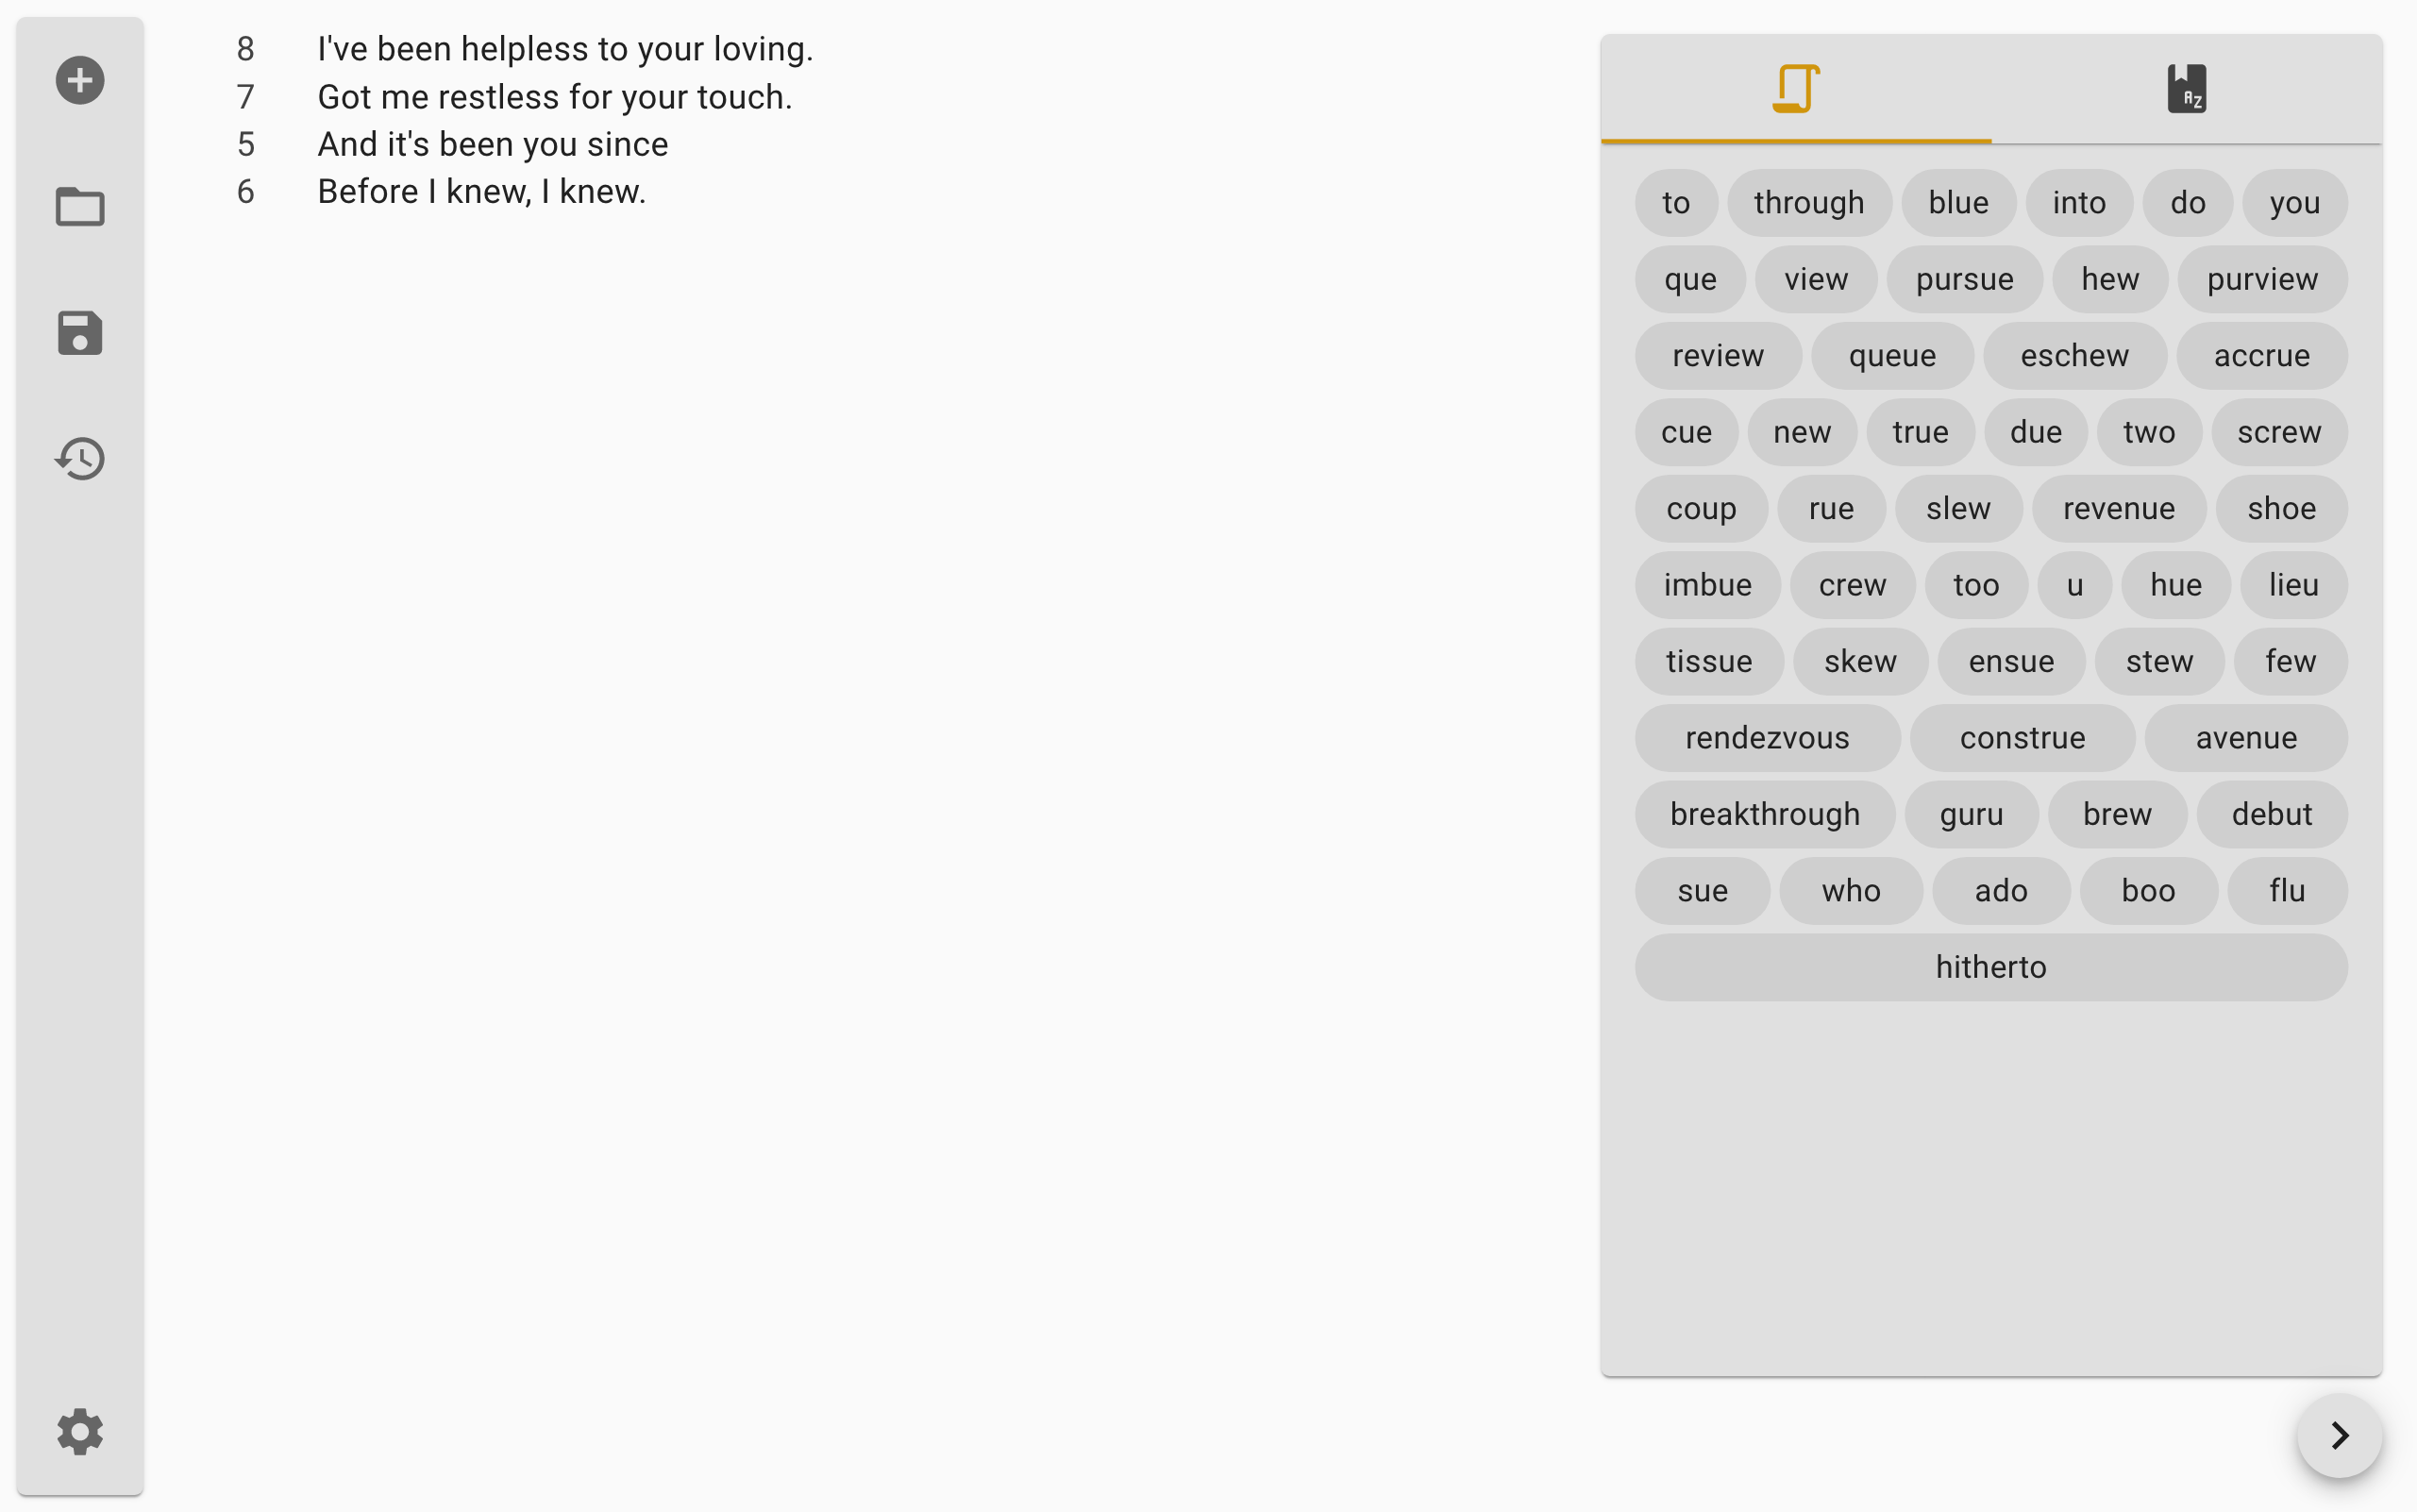 8 I've been helpless to your loving.
7 Got me restless for your touch.
5 And it's been you since
6 Before I knew, I knew.
AZ
to through blue into do you
que view pursue hew purview
review queue eschew accrue
cue new true due two screw
coup rue slew revenue shoe
imbue crew too u hue lieu
tissue skew ensue stew few
rendezvous construe avenue
breakthrough guru brew debut
sue who ado boo flu
hitherto